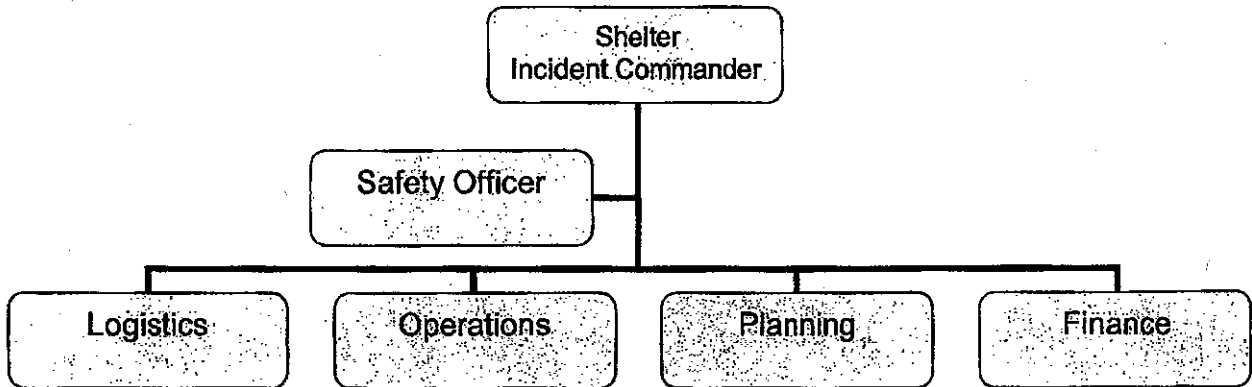 Shelter
Incident Commander
Safety Officer
Logistics
Operations
Planning
Finance